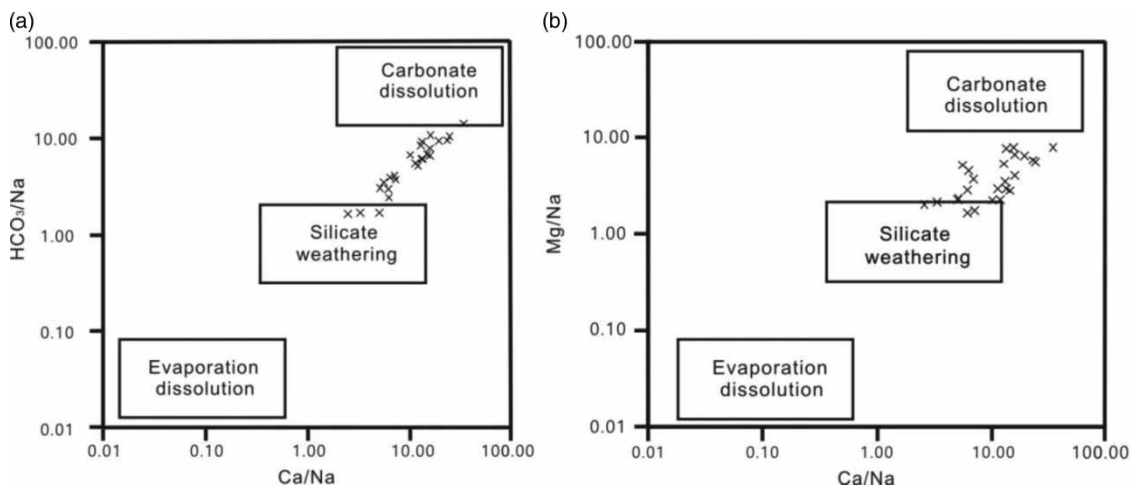 (a)
100.00
10.00
1.00
0.10
0.01
HCO₃/Na
Carbonate
dissolution
Silicate
weathering
Evaporation
dissolution
0.01
0.10
1.00
10.00
100.00
Ca/Na
(b)
100.00
10.00
1.00
0.10
0.01
Mg/Na
Carbonate
dissolution
Silicate
weathering
Evaporation
dissolution
0.01
0.10
1.00
10.00
100.00
Ca/Na